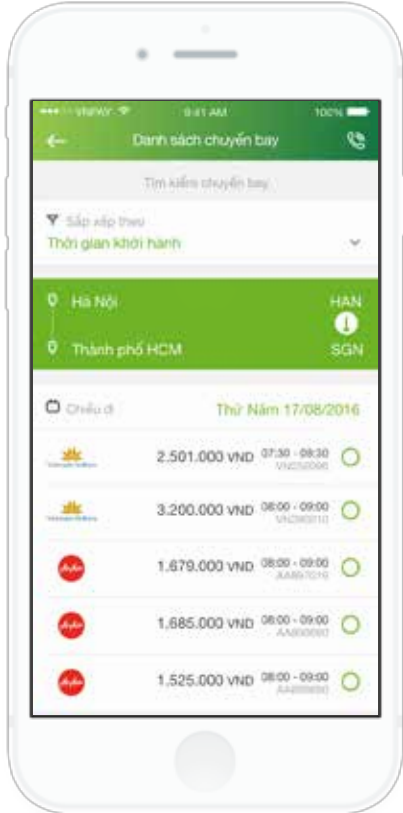 VNPAY 9:41 AM 100%
Danh sách chuyến bay
Tìm kiếm chuyến bay
Sắp xếp theo
Thời gian khởi hành
Hà Nội HAN
Thành phố HCM SGN
Chiều đi Thứ Năm 17/08/2016
2.501.000 VND 07:30 - 08:30
3.200.000 VND 08:00 - 09:00
1.679.000 VND 08:00 - 09:00
1.685.000 VND 08:00 - 09:00
1.525.000 VND 08:00 - 09:00